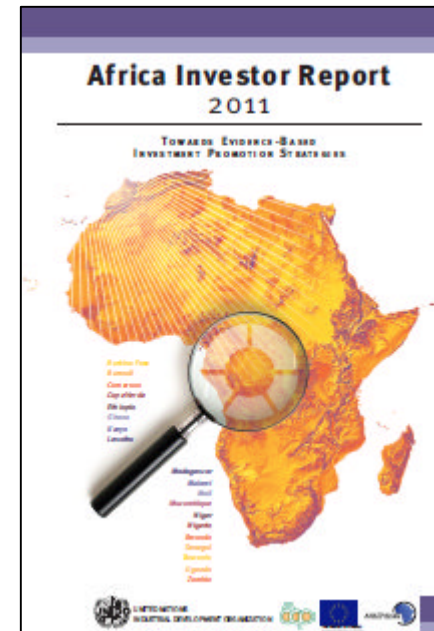 Africa Investor Report
2011
TOWARDS EVIDENCE-BASED
INVESTMENT PROMOTION STRATEGIES
Burkina Faso
Burundi
Cameroon
Cape Verde
Ethiopia
Ghana
Kenya
Lesotho
Madagascar
Malawi
Mali
Mozambique
Niger
Nigeria
Rwanda
Senegal
Tanzania
Uganda
Zambia
UNITED NATIONS
INDUSTRIAL DEVELOPMENT ORGANIZATION